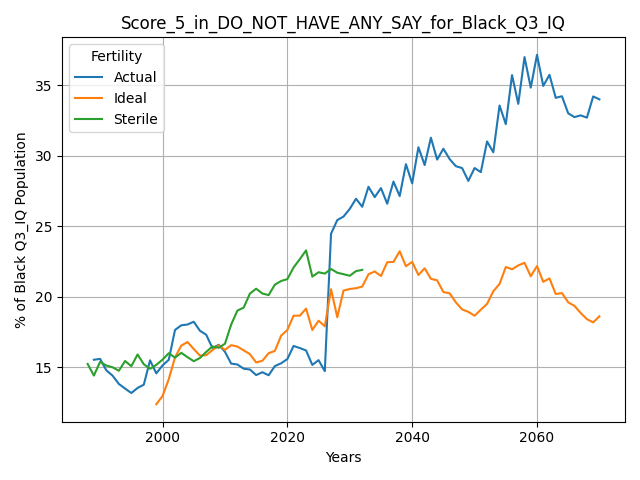 Score_5_in_DO_NOT_HAVE_ANY_SAY_for_Black_Q3_IQ
Fertility
Actual
Ideal
Sterile
% of Black Q3_IQ Population
35
30
25
20
15
2000
2020
2040
2060
Years